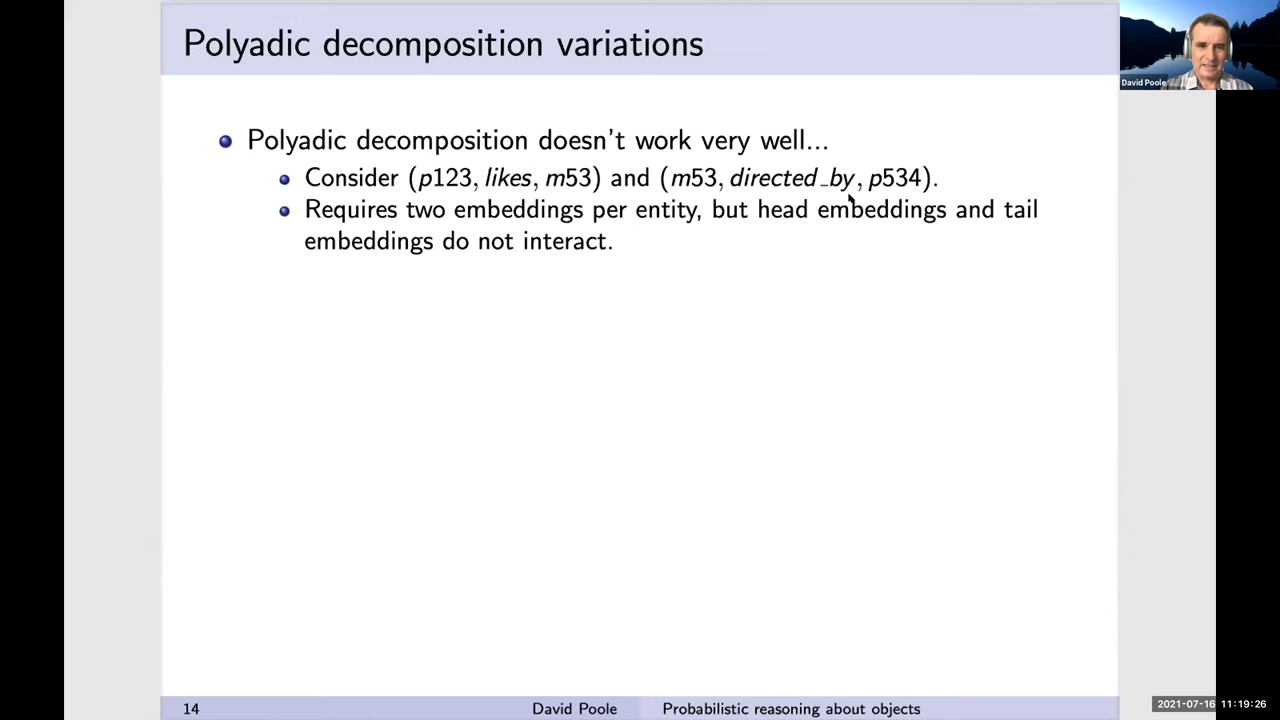 Polyadic decomposition variations
David Poole
Polyadic decomposition doesn't work very well...
Consider (p123, likes, m53) and (m53, directed_by, p534).
Requires two embeddings per entity, but head embeddings and tail
embeddings do not interact.
14
David Poole
Probabilistic reasoning about objects
2021-07-16 11:19:26